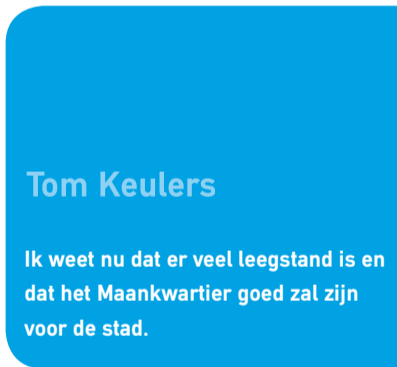 Tom Keulers
Ik weet nu dat er veel leegstand is en
dat het Maankwartier goed zal zijn
voor de stad.